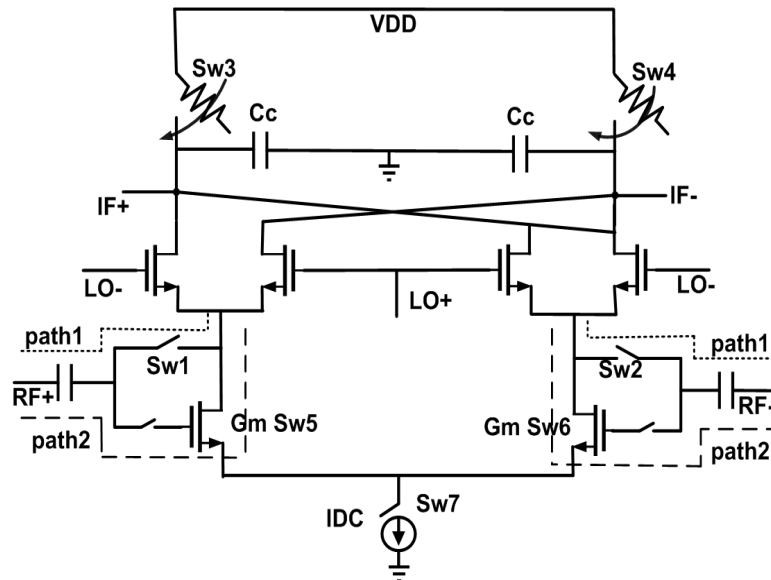 VDD
Sw3
Sw4
Cc
Cc
IF+
IF-
LO-
LO+
LO-
path1
path1
Sw1
Sw2
RF+
RF-
Gm Sw5
Gm Sw6
path2
path2
Sw7
IDC